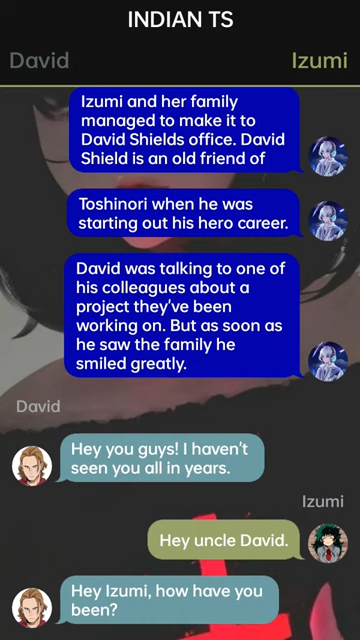 INDIAN TS
David
Izumi
Izumi and her family
managed to make it to
David Shields office. David
Shield is an old friend of
Toshinori when he was
starting out his hero career.
David was talking to one of
his colleagues about a
project they've been
working on. But as soon as
he saw the family he
smiled greatly.
David
Hey you guys! I haven't
seen you all in years.
Izumi
Hey uncle David.
Hey Izumi, how have you
been?